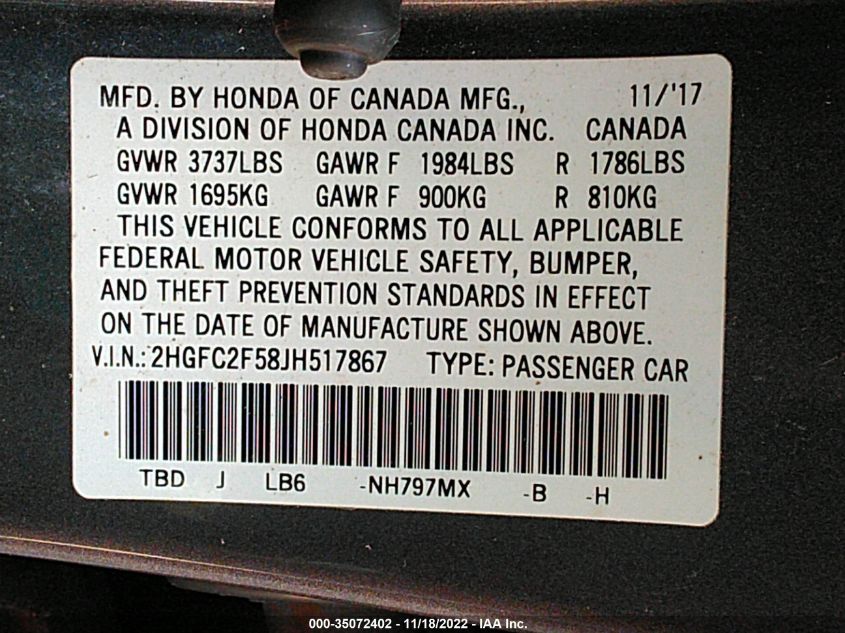 MFD. BY HONDA OF CANADA MFG., 11/'17
A DIVISION OF HONDA CANADA INC. CANADA
GVWR 3737LBS GAWR F 1984LBS R 1786LBS
GVWR 1695KG GAWR F 900KG R 810KG
THIS VEHICLE CONFORMS TO ALL APPLICABLE
FEDERAL MOTOR VEHICLE SAFETY, BUMPER,
AND THEFT PREVENTION STANDARDS IN EFFECT
ON THE DATE OF MANUFACTURE SHOWN ABOVE.
V.I.N.: 2HGFC2F58JH517867 TYPE: PASSENGER CAR
TBD J LB6 -NH797MX -B -H
000-35072402 - 11/18/2022 - IAA Inc.